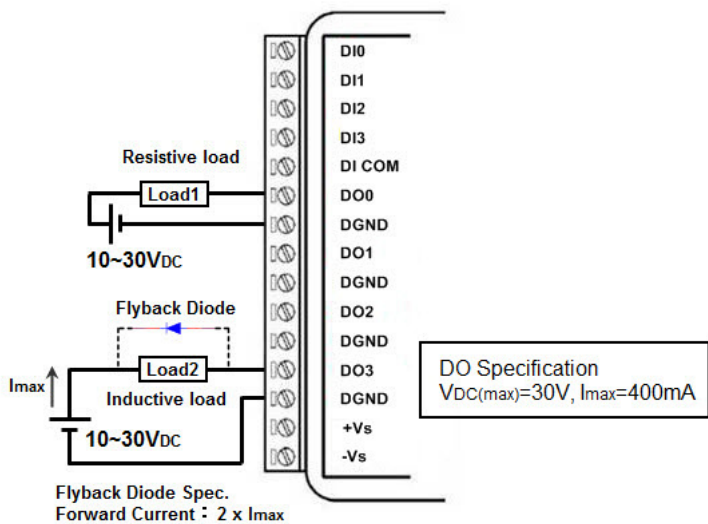 DI0
DI1
DI2
DI3
Resistive load
DI COM
Load1
DO0
DGND
10~30VDC
DO1
DGND
Flyback Diode
DO2
DGND
Load2
DO3
Imax
Inductive load
DGND
10~30VDC
+Vs
-Vs
DO Specification
VDC(max)=30V, Imax=400mA
Flyback Diode Spec.
Forward Current : 2 x Imax